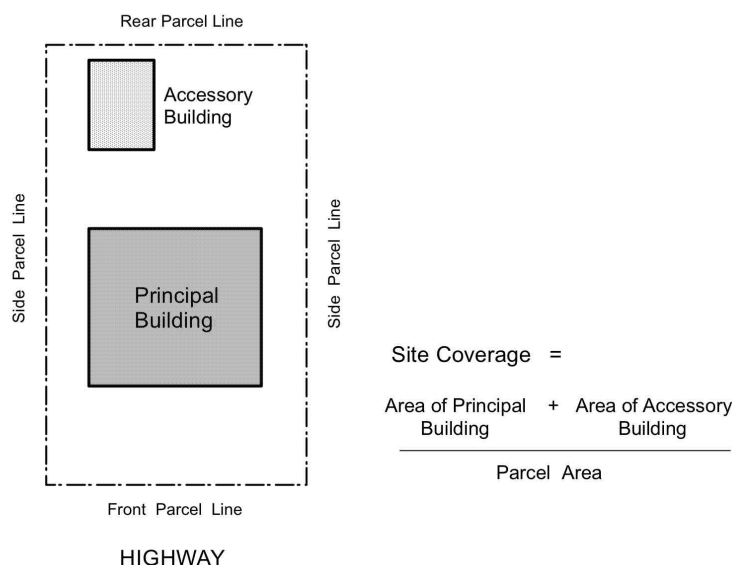 Rear Parcel Line
Accessory
Building
Side Parcel Line
Side Parcel Line
Principal
Building
Site Coverage =
Area of Principal + Area of Accessory
Building Building
Parcel Area
Front Parcel Line
HIGHWAY